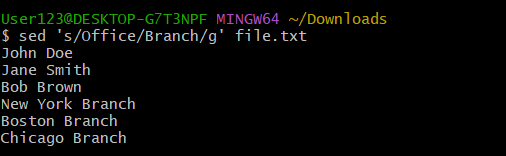 User123@DESKTOP-G7T3NPF MINGW64 ~/Downloads
$ sed 's/Office/Branch/g' file.txt
John Doe
Jane Smith
Bob Brown
New York Branch
Boston Branch
Chicago Branch